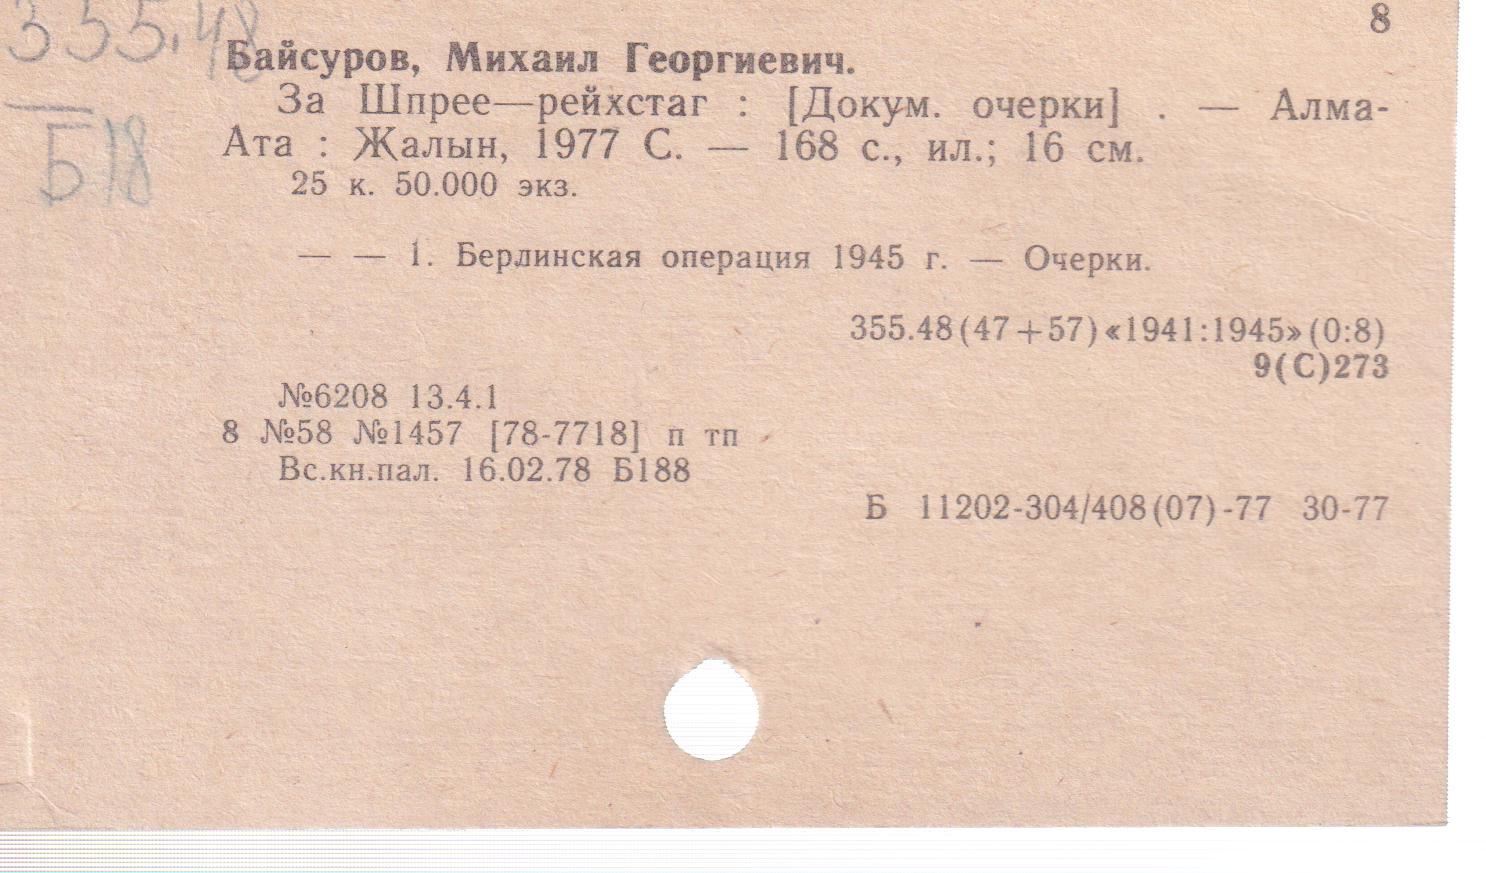 8
355.48
Байсуров, Михаил Георгиевич.
За Шпрее—рейхстаг : [Докум. очерки] . — Алма-
Ата : Жалын, 1977 С. — 168 с., ил.; 16 см.
Б18
25 к. 50.000 экз.
— — 1. Берлинская операция 1945 г. — Очерки.
355.48(47+57)«1941:1945»(0:8)
9(С)273
№6208 13.4.1
8 №58 №1457 [78-7718] п тп
Вс.кн.пал. 16.02.78 Б188
Б 11202-304/408(07)-77 30-77